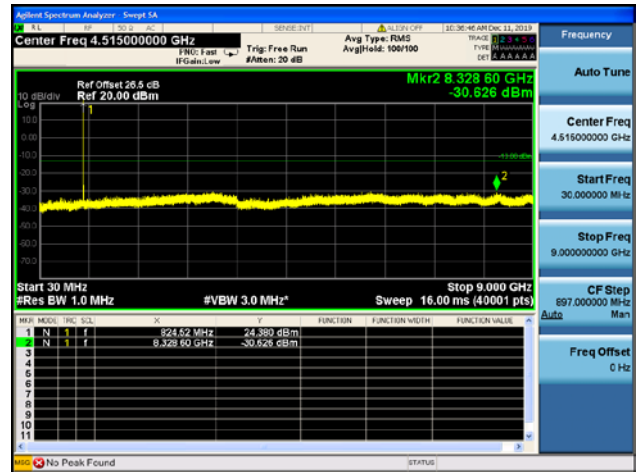 Agilent Spectrum Analyzer - Swept SA
RL RF 50 Ω AC SENSE:INT ALIGN OFF 10:36:46 AM Dec 11, 2019
Center Freq 4.515000000 GHz
PNO: Fast
IFGain:Low
Trig: Free Run
#Atten: 20 dB
Avg Type: RMS
Avg|Hold: 100/100
TRACE 1 2 3 4 5 6
TYPE
DET A A A A A A
Frequency
Auto Tune
Center Freq
4.515000000 GHz
Start Freq
30.000000 MHz
Stop Freq
9.000000000 GHz
CF Step
897.000000 MHz
Auto Man
Freq Offset
0 Hz
Ref Offset 26.5 dB
10 dB/div Ref 20.00 dBm
Log
Mkr2 8.328 60 GHz
-30.626 dBm
1
10.0
0.00
-10.0
-13.00 dBm
-20.0
2
-30.0
-40.0
-50.0
-60.0
-70.0
Start 30 MHz Stop 9.000 GHz
#Res BW 1.0 MHz #VBW 3.0 MHz* Sweep 16.00 ms (40001 pts)
MKR MODE TRC SCL X Y FUNCTION FUNCTION WIDTH FUNCTION VALUE
1 N 1 f 824.52 MHz 24.380 dBm
2 N 1 f 8.328 60 GHz -30.626 dBm
3
4
5
6
7
8
9
10
11
MSG No Peak Found STATUS